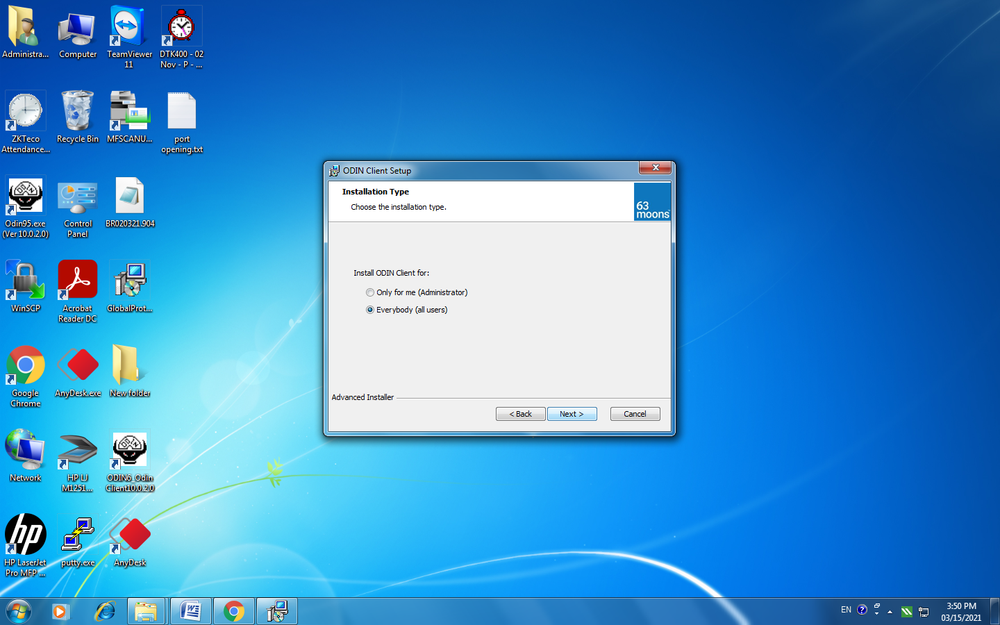 Administra...
Computer
TeamViewer
11
DTK400 - 02
Nov - P - ...
ZKTeco
Attendance...
Recycle Bin
MFSCANU...
port
opening.txt
Odin95.exe
(Ver 10.0.2.0)
Control
Panel
BR020321.904
WinSCP
Acrobat
Reader DC
GlobalProt...
Google
Chrome
AnyDesk.exe
New folder
Network
HP LJ
M1251...
ODIN
ODIN6_Odin
Client10.0.2.0
hp
HP LaserJet
Pro MFP ...
putty.exe
AnyDesk
ODIN Client Setup
Installation Type
Choose the installation type.
63
moons
Install ODIN Client for:
Only for me (Administrator)
Everybody (all users)
Advanced Installer
< Back
Next >
Cancel
EN
3:50 PM
03/15/2021